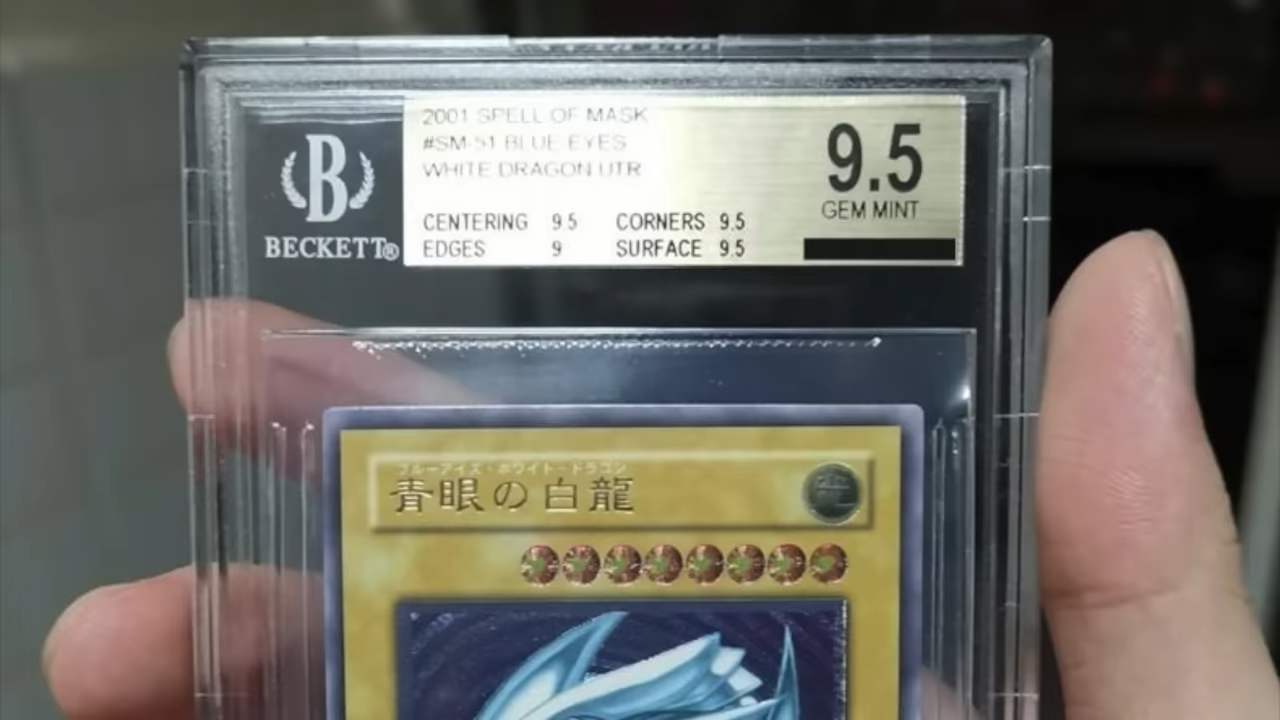 2001 SPELL OF MASK
#SM-51 BLUE EYES
WHITE DRAGON UTR
CENTERING 9.5 CORNERS 9.5
EDGES 9 SURFACE 9.5
9.5
GEM MINT
B
BECKETT®
ブルーアイズ・ホワイト・ドラゴン
青眼の白龍